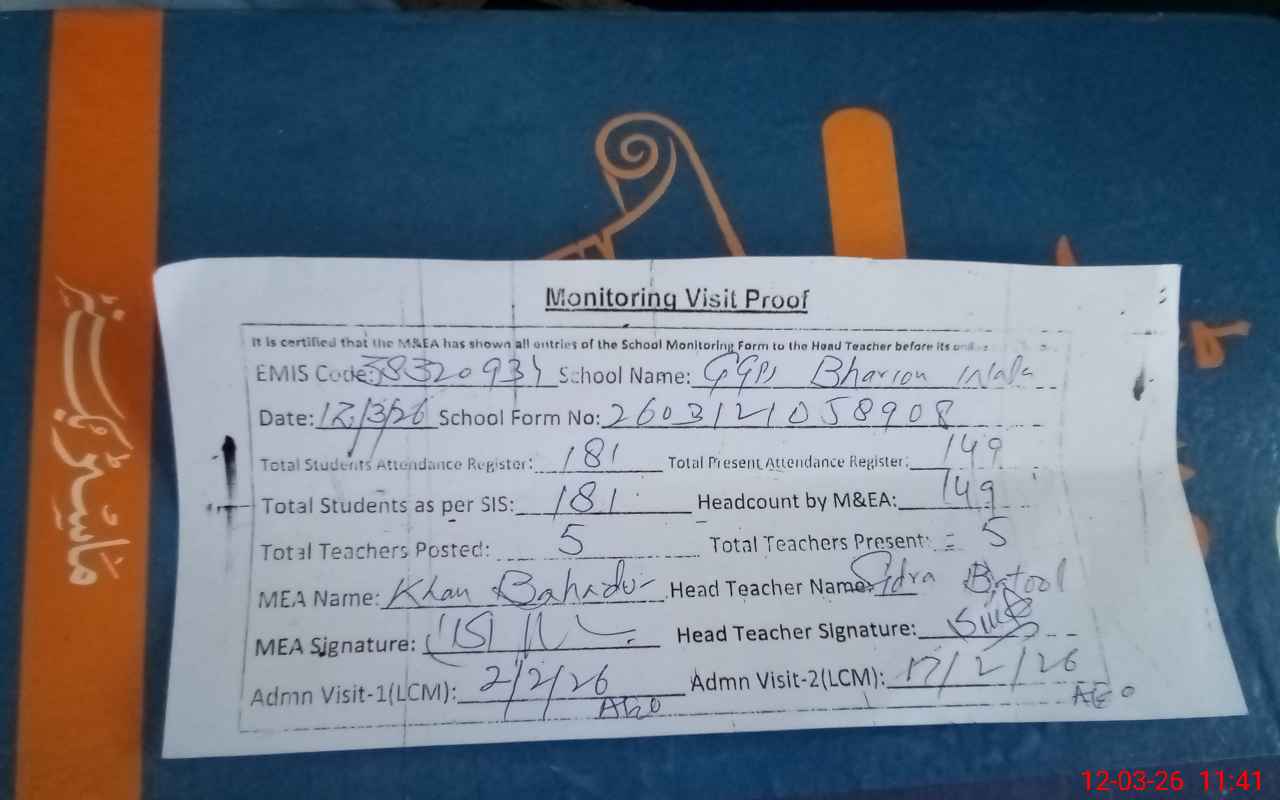 Monitoring Visit Proof
It is certified that the M&EA has shown all entries of the School Monitoring Form to the Head Teacher before its
EMIS Code: 38320934 School Name: GGPS Bharion Wala
Date: 12/3/26 School Form No: 2603121058908
Total Students Attendance Register: 181 Total Present Attendance Register: 149
Total Students as per SIS: 181 Headcount by M&EA: 149
Total Teachers Posted: 5 Total Teachers Present: = 5
MEA Name: Khan Bahadur Head Teacher Name: Sidra Batool
MEA Signature: Head Teacher Signature:
Admn Visit-1(LCM): 2/2/26 Admn Visit-2(LCM): 17/2/26
AEO AEO
12-03-26 11:41